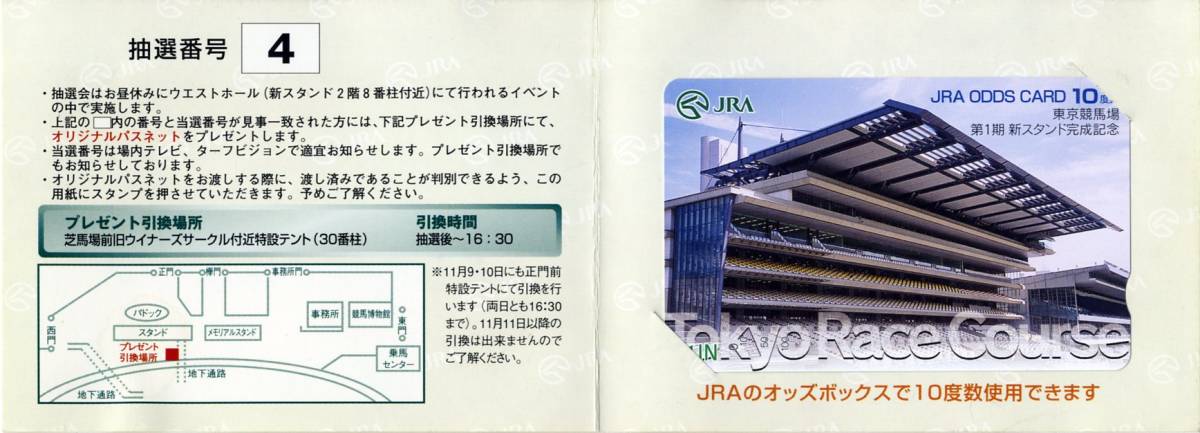 抽選番号 4
・抽選会はお昼休みにウエストホール(新スタンド2階8番柱付近)にて行われるイベント
の中で実施します。
・上記の□内の番号と当選番号が見事一致された方には、下記プレゼント引換場所にて、
オリジナルパスネットをプレゼントします。
・当選番号は場内テレビ、ターフビジョンで適宜お知らせします。プレゼント引換場所で
もお知らせしております。
・オリジナルパスネットをお渡しする際に、渡し済みであることが判別できるよう、この
用紙にスタンプを押させていただきます。予めご了解ください。
プレゼント引換場所 引換時間
芝馬場前旧ウイナーズサークル付近特設テント(30番柱) 抽選後〜16:30
正門
欅門
事務所門
西門
パドック
スタンド
メモリアルスタンド
事務所
競馬博物館
東門
プレゼント
引換場所
乗馬
センター
地下通路
地下通路
※11月9・10日にも正門前
特設テントにて引換を行
います(両日とも16:30
まで)。11月11日以降の
引換は出来ませんので
ご了解ください。
JRA
JRA ODDS CARD 10度
東京競馬場
第1期 新スタンド完成記念
Tokyo Race Course
JRAのオッズボックスで10度数使用できます